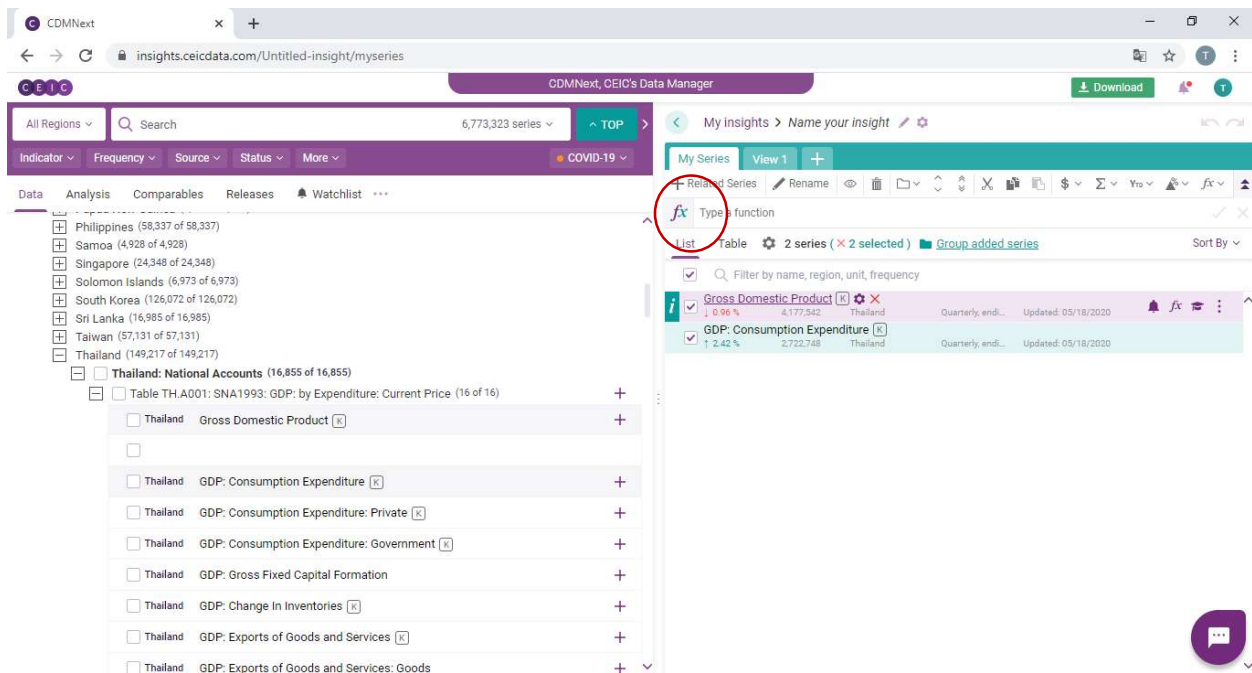 CDMNext
insights.ceicdata.com/Untitled-insight/myseries
T
CEIC
CDMNext, CEIC's Data Manager
Download
T
All Regions
Search
6,773,323 series
TOP
My insights > Name your insight
Indicator
Frequency
Source
Status
More
COVID-19
My Series
View 1
Data
Analysis
Comparables
Releases
Watchlist
+ Related Series
Rename
$
Σ
fx
fx Type a function
Philippines (58,337 of 58,337)
Samoa (4,928 of 4,928)
Singapore (24,348 of 24,348)
Solomon Islands (6,973 of 6,973)
South Korea (126,072 of 126,072)
Sri Lanka (16,985 of 16,985)
Taiwan (57,131 of 57,131)
Thailand (149,217 of 149,217)
Thailand: National Accounts (16,855 of 16,855)
Table TH.A001: SNA1993: GDP: by Expenditure: Current Price (16 of 16)
Thailand Gross Domestic Product K
Thailand GDP: Consumption Expenditure K
Thailand GDP: Consumption Expenditure: Private K
Thailand GDP: Consumption Expenditure: Government K
Thailand GDP: Gross Fixed Capital Formation
Thailand GDP: Change In Inventories K
Thailand GDP: Exports of Goods and Services K
Thailand GDP: Exports of Goods and Services: Goods
List
Table
2 series ( × 2 selected )
Group added series
Sort By
Filter by name, region, unit, frequency
i
Gross Domestic Product K
↓ 0.96 % 4,177,542 Thailand Quarterly, endi... Updated: 05/18/2020
fx
GDP: Consumption Expenditure K
↑ 2.42 % 2,722,748 Thailand Quarterly, endi... Updated: 05/18/2020